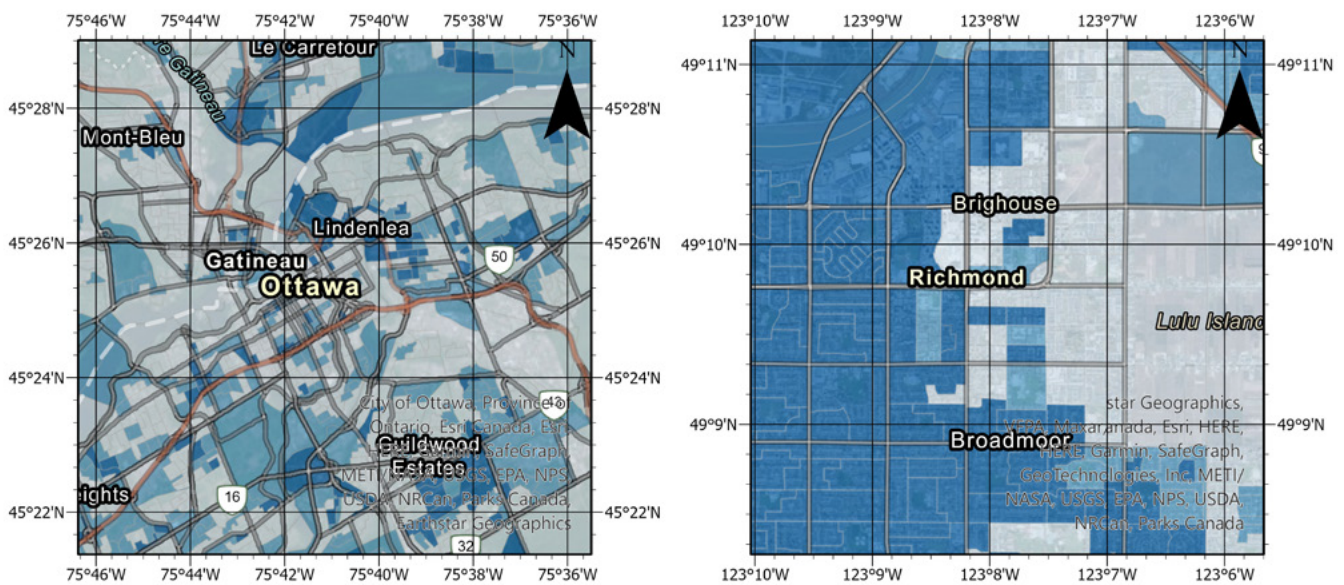 75°46'W 75°44'W 75°42'W 75°40'W 75°38'W 75°36'W
123°10'W 123°9'W 123°8'W 123°7'W 123°6'W
Le Carrefour
N
N
Gatineau
49°11'N
49°11'N
45°28'N
45°28'N
Mont-Bleu
Lindenlea
Brighouse
45°26'N
45°26'N
49°10'N
49°10'N
Gatineau
50
Ottawa
Richmond
Lulu Island
45°24'N
45°24'N
City of Ottawa, Province of
43
Ontario, Esri Canada, Esri,
Guildwood
HERE, Garmin, SafeGraph,
Estates
METI/NASA, USGS, EPA, NPS,
USDA, NRCan, Parks Canada,
Earthstar Geographics
eights
16
45°22'N
45°22'N
32
star Geographics,
49°9'N
49°9'N
Broadmoor
Esri, HERE,
HERE, Garmin, SafeGraph,
GeoTechnologies, Inc, METI/
NASA, USGS, EPA, NPS, USDA,
NRCan, Parks Canada
75°46'W 75°44'W 75°42'W 75°40'W 75°38'W 75°36'W
123°10'W 123°9'W 123°8'W 123°7'W 123°6'W